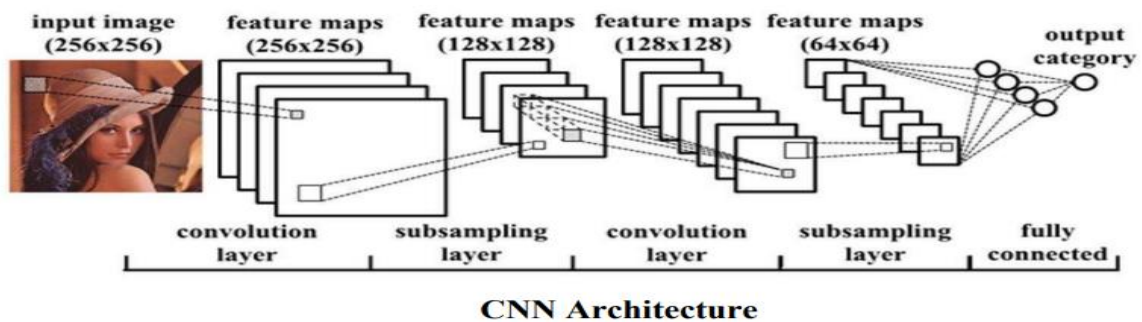 input image
(256x256)
feature maps
(256x256)
feature maps
(128x128)
feature maps
(128x128)
feature maps
(64x64)
output
category
convolution
layer
subsampling
layer
convolution
layer
subsampling
layer
fully
connected
CNN Architecture